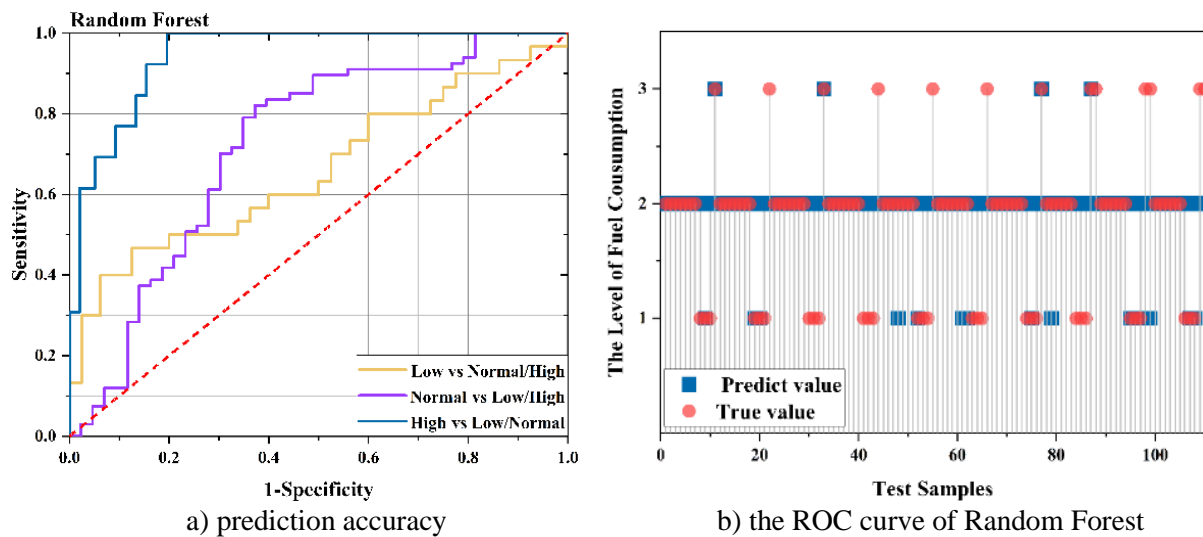 Random Forest
1.0
0.8
0.6
0.4
0.2
0.0
Sensitivity
0.0 0.2 0.4 0.6 0.8 1.0
1-Specificity
Low vs Normal/High
Normal vs Low/High
High vs Low/Normal
a) prediction accuracy
3
2
1
The Level of Fuel Cousumption
Predict value
True value
0 20 40 60 80 100
Test Samples
b) the ROC curve of Random Forest